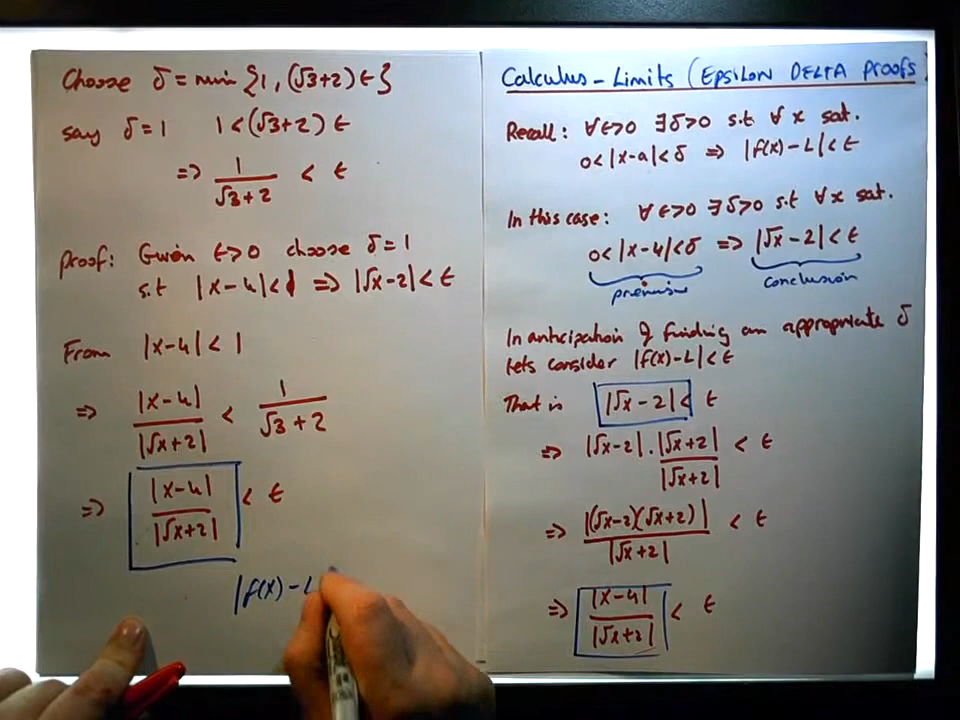 Choose δ = min {1, (√3+2) ϵ}
say δ=1 1 < (√3+2) ϵ
=> 1/(√3+2) < ϵ
Proof: Given ϵ>0 choose δ=1
s.t |x-4|<1 => |√x-2|<ϵ
From |x-4| < 1
=> |x-4|/|√x+2| < 1/(√3+2)
=> |x-4|/|√x+2| < ϵ
|f(x)-L
Calculus - Limits (EPSILON DELTA PROOFS
Recall: ∀ϵ>0 ∃δ>0 s.t ∀ x sat.
0<|x-a|<δ => |f(x)-L|<ϵ
In this case: ∀ ϵ>0 ∃δ>0 s.t ∀x sat.
0<|x-4|<δ => |√x-2|<ϵ
premise conclusion
In anticipation of finding an appropriate δ
lets consider |f(x)-L|<ϵ
That is |√x-2|< ϵ
=> |√x-2|.|√x+2|/|√x+2| < ϵ
=> |(√x-2)(√x+2)|/|√x+2| < ϵ
=> |x-4|/|√x+2| < ϵ